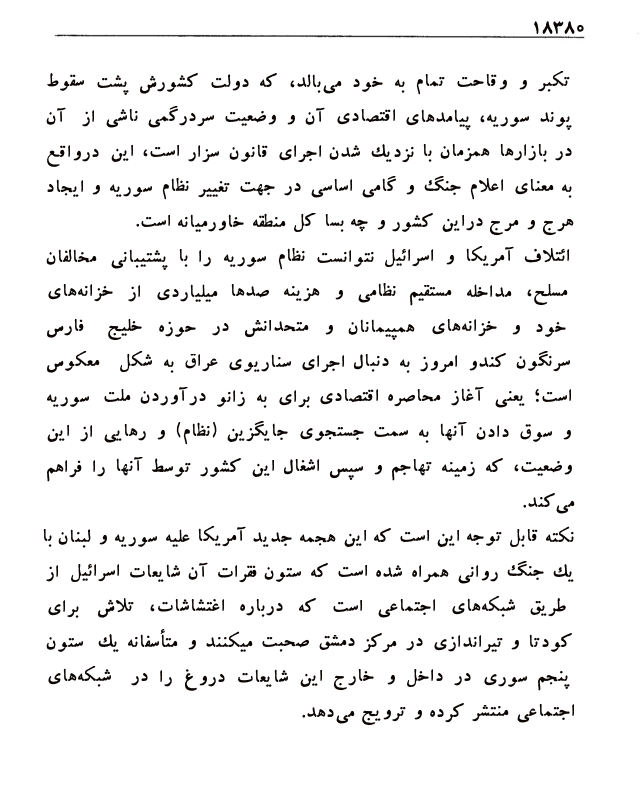 ۱۸۳۸۰
تکبر و وقاحت تمام به خود می‌بالد، که دولت کشورش پشت سقوط
پوند سوریه، پیامدهای اقتصادی آن و وضعیت سردرگمی ناشی از آن
در بازارها همزمان با نزدیك شدن اجرای قانون سزار است، این درواقع
به معنای اعلام جنگ و گامی اساسی در جهت تغییر نظام سوریه و ایجاد
هرج و مرج دراین کشور و چه بسا کل منطقه خاورمیانه است.
ائتلاف آمریکا و اسرائیل نتوانست نظام سوریه را با پشتیبانی مخالفان
مسلح، مداخله مستقیم نظامی و هزینه صدها میلیاردی از خزانه‌های
خود و خزانه‌های همپیمانان و متحدانش در حوزه خلیج فارس
سرنگون کندو امروز به دنبال اجرای سناریوی عراق به شکل معکوس
است؛ یعنی آغاز محاصره اقتصادی برای به زانو درآوردن ملت سوریه
و سوق دادن آنها به سمت جستجوی جایگزین (نظام) و رهایی از این
وضعیت، که زمینه تهاجم و سپس اشغال این کشور توسط آنها را فراهم
می‌کند.
نکته قابل توجه این است که این هجمه جدید آمریکا علیه سوریه و لبنان با
یك جنگ روانی همراه شده است که ستون فقرات آن شایعات اسرائیل از
طریق شبکه‌های اجتماعی است که درباره اغتشاشات، تلاش برای
کودتا و تیراندازی در مرکز دمشق صحبت میکنند و متأسفانه یك ستون
پنجم سوری در داخل و خارج این شایعات دروغ را در شبکه‌های
اجتماعی منتشر کرده و ترویج می‌دهد.